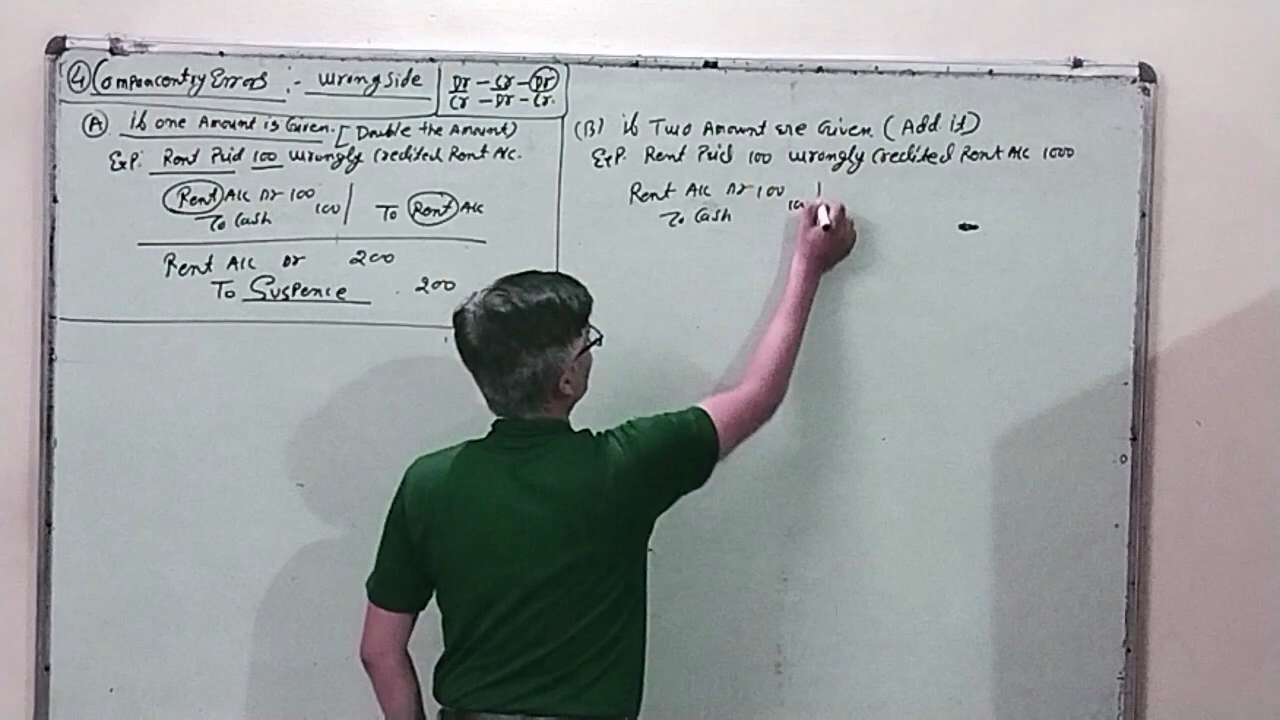 ④ Compencentry Errors :- wrong side
Dr - Cr - Dr
Cr - Dr - Cr.
Ⓐ if one Amount is Given. [Double the Amount)
Exp. Rent Paid 100 wrongly Credited Rent A/c.
Rent A/c Dr 100
To Cash 100
To Rent A/c
Rent A/c Dr 200
To Suspence 200
(B) if Two Amount are Given (Add it)
Exp. Rent Paid 100 wrongly Credited Rent A/c 1000
Rent A/c Dr 100
To Cash